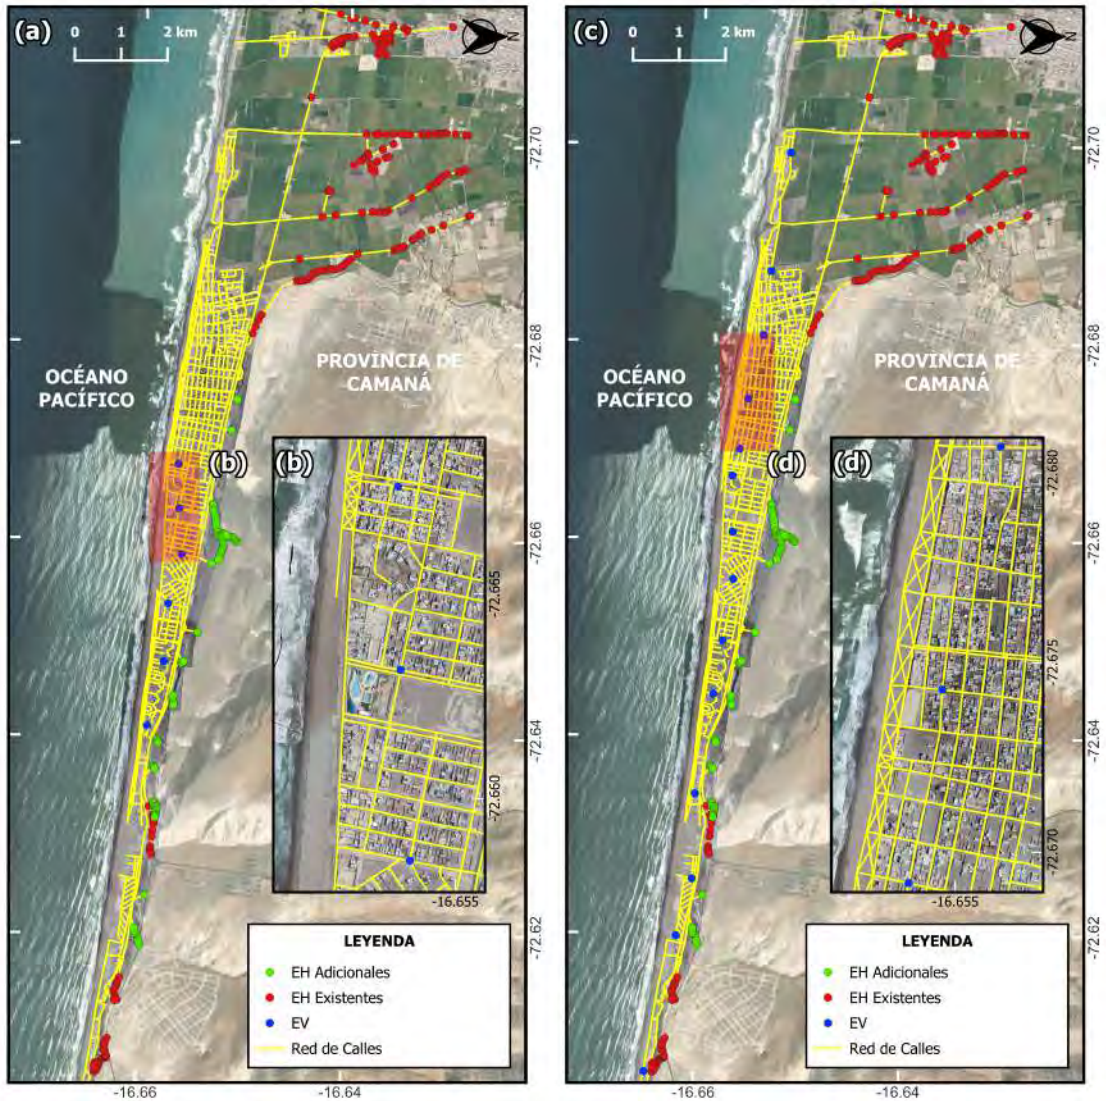 (a)
0 1 2 km
N
-72.70
-72.68
-72.66
-72.64
-72.62
OCÉANO
PACÍFICO
PROVÍNCIA DE
CAMANÁ
(b)
(b)
-72.665
-72.660
-16.655
LEYENDA
EH Adicionales
EH Existentes
EV
Red de Calles
-16.66
-16.64
(c)
0 1 2 km
N
-72.70
-72.68
-72.66
-72.64
-72.62
OCÉANO
PACÍFICO
PROVÍNCIA DE
CAMANÁ
(d)
(d)
-72.680
-72.675
-72.670
-16.655
LEYENDA
EH Adicionales
EH Existentes
EV
Red de Calles
-16.66
-16.64